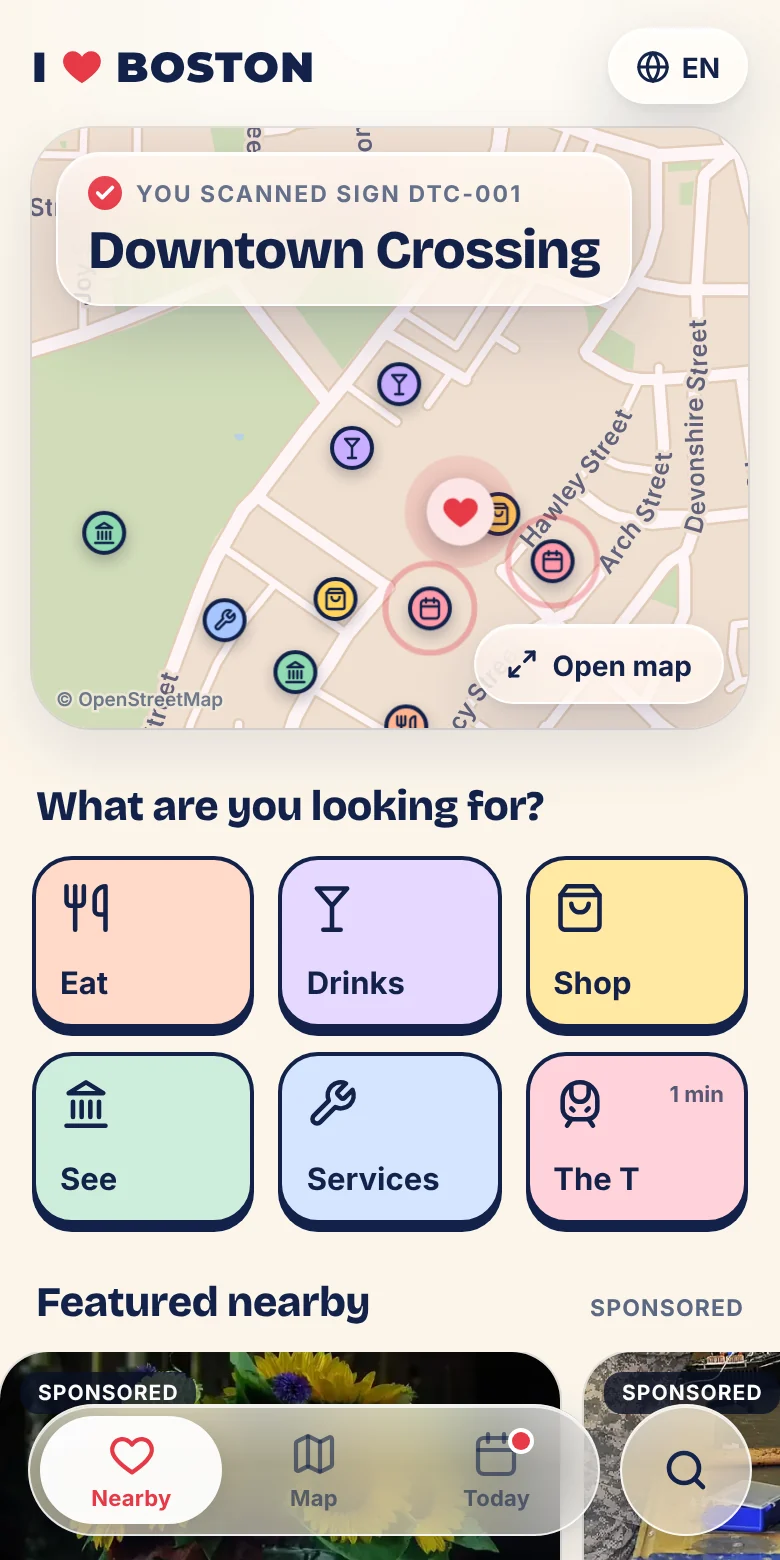 I ❤ BOSTON
EN
YOU SCANNED SIGN DTC-001
Downtown Crossing
Devonshire Street
Hawley Street
Arch Street
Open map
© OpenStreetMap
What are you looking for?
Eat
Drinks
Shop
See
Services
1 min
The T
Featured nearby
SPONSORED
SPONSORED
SPONSORED
Nearby
Map
Today